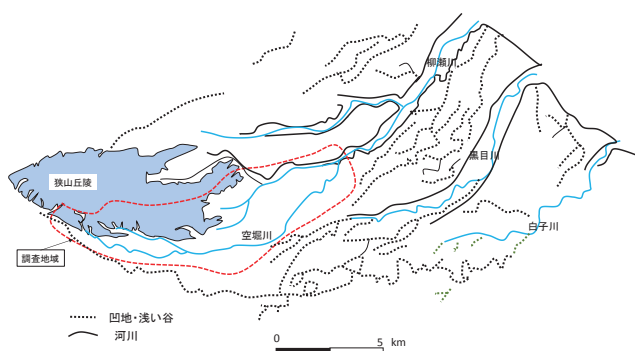 柳瀬川
黒目川
狭山丘陵
空堀川
白子川
調査地域
凹地・浅い谷
河川
0 5 km